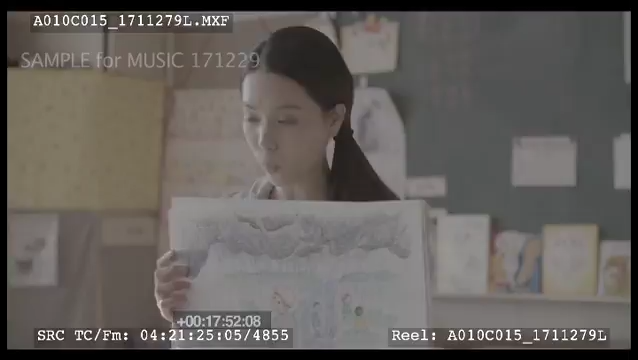 A010C015_1711279L.MXF
SAMPLE for MUSIC 171229
+00:17:52:08
SRC TC/Fm: 04:21:25:05/4855
Reel: A010C015_1711279L